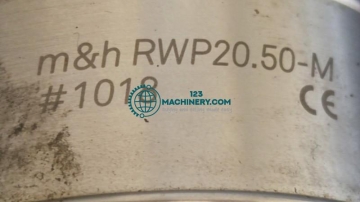 m&h RWP20.50-M
#1018
CE
123
MACHINERY.COM